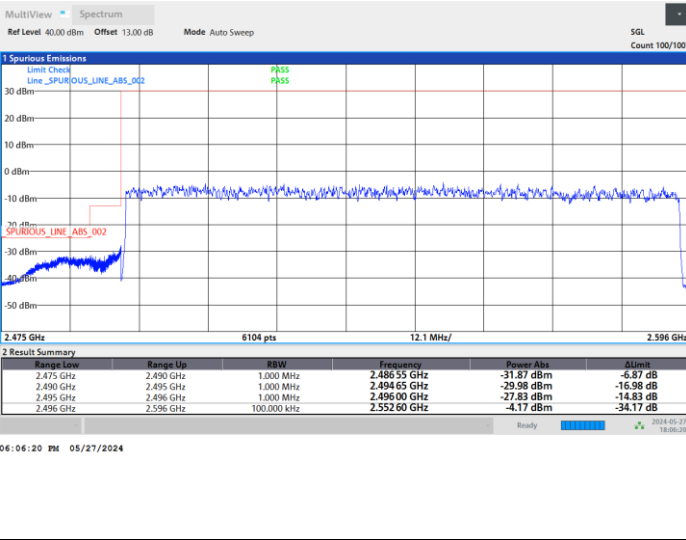 MultiView Spectrum
Ref Level 40.00 dBm Offset 13.00 dB Mode Auto Sweep SGL
Count 100/100
1 Spurious Emissions
Limit Check PASS
Line _SPURIOUS_LINE_ABS_002 PASS
30 dBm
20 dBm
10 dBm
0 dBm
-10 dBm
-20 dBm
_SPURIOUS_LINE_ABS_002
-30 dBm
-40 dBm
-50 dBm
2.475 GHz 6104 pts 12.1 MHz/ 2.596 GHz
2 Result Summary
Range Low Range Up RBW Frequency Power Abs ΔLimit
2.475 GHz 2.490 GHz 1.000 MHz 2.486 55 GHz -31.87 dBm -6.87 dB
2.490 GHz 2.495 GHz 1.000 MHz 2.494 65 GHz -29.98 dBm -16.98 dB
2.495 GHz 2.496 GHz 1.000 MHz 2.496 00 GHz -27.83 dBm -14.83 dB
2.496 GHz 2.596 GHz 100.000 kHz 2.552 60 GHz -4.17 dBm -34.17 dB
Ready 2024-05-27
18:06:20
06:06:20 PM 05/27/2024